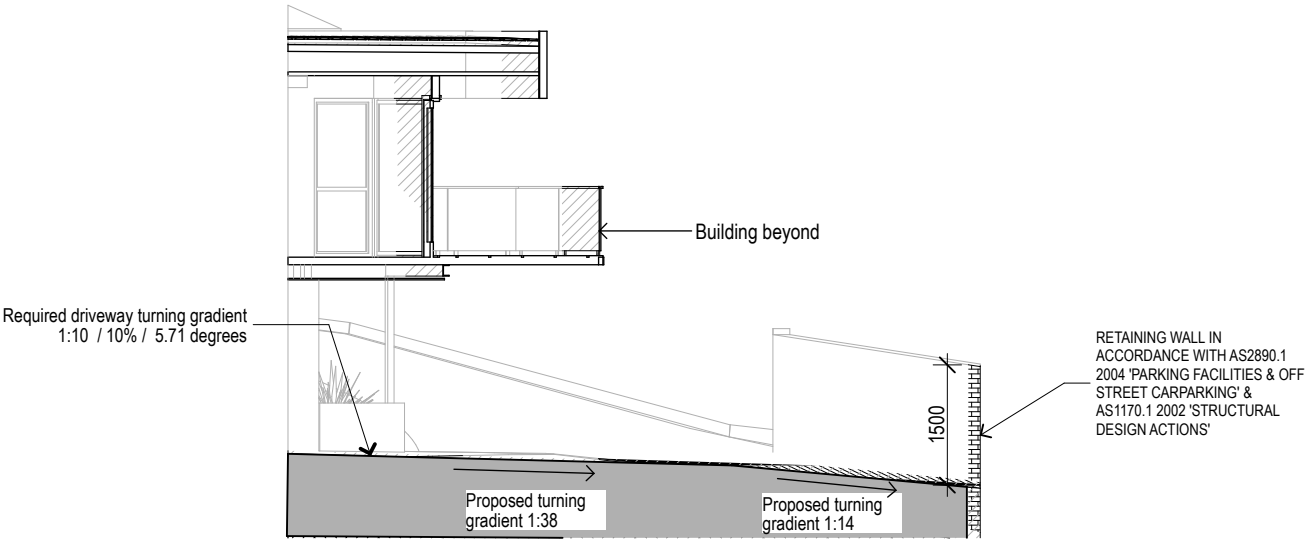 Building beyond
Required driveway turning gradient
1:10 / 10% / 5.71 degrees
RETAINING WALL IN
ACCORDANCE WITH AS2890.1
2004 'PARKING FACILITIES & OFF
STREET CARPARKING' &
AS1170.1 2002 'STRUCTURAL
DESIGN ACTIONS'
1500
Proposed turning
gradient 1:38
Proposed turning
gradient 1:14